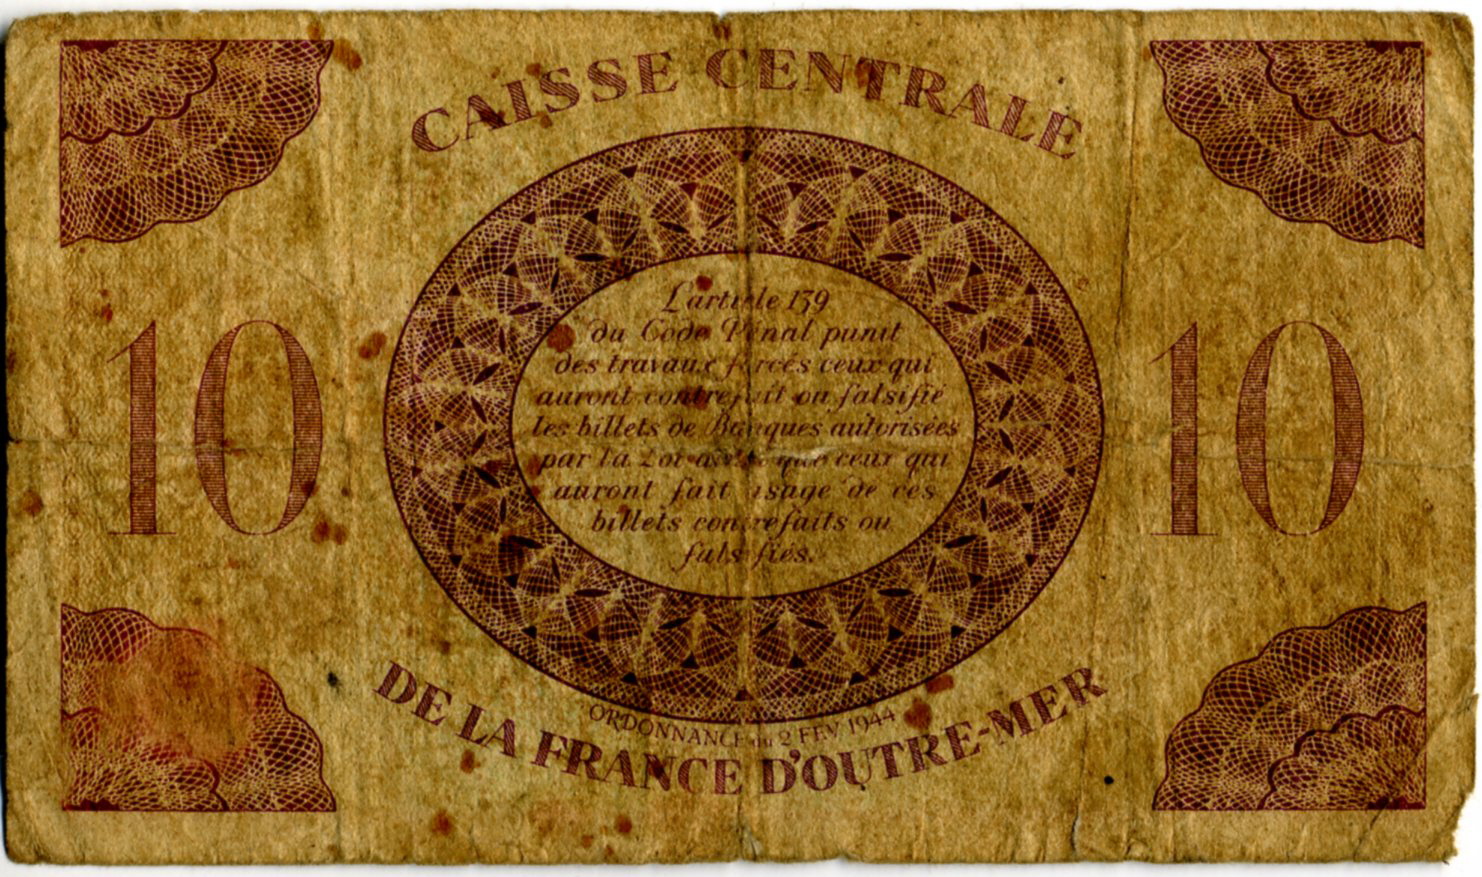 CAISSE CENTRALE
10
10
L'article 139
du Code Pénal punit
des travaux forcés ceux qui
auront contrefait ou falsifié
les billets de Banques autorisées
par la Loi ainsi que ceux qui
auront fait usage de ces
billets contrefaits ou
falsifiés.
ORDONNANCE du 2 FEV 1944
DE LA FRANCE D'OUTRE-MER